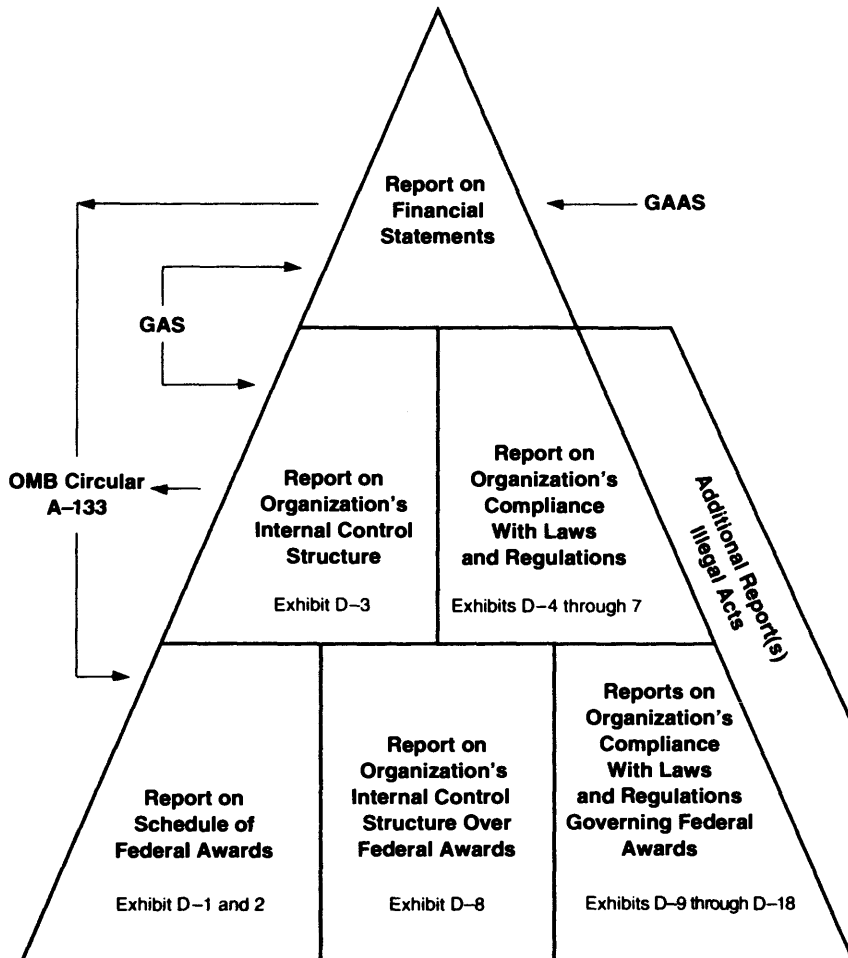 Report on
Financial
Statements
GAAS
GAS
OMB Circular
A–133
Report on
Organization's
Internal Control
Structure
Exhibit D–3
Report on
Organization's
Compliance
With Laws
and Regulations
Exhibits D–4 through 7
Additional Report(s)
Illegal Acts
Report on
Schedule of
Federal Awards
Exhibit D–1 and 2
Report on
Organization's
Internal Control
Structure Over
Federal Awards
Exhibit D–8
Reports on
Organization's
Compliance
With Laws
and Regulations
Governing Federal
Awards
Exhibits D–9 through D–18